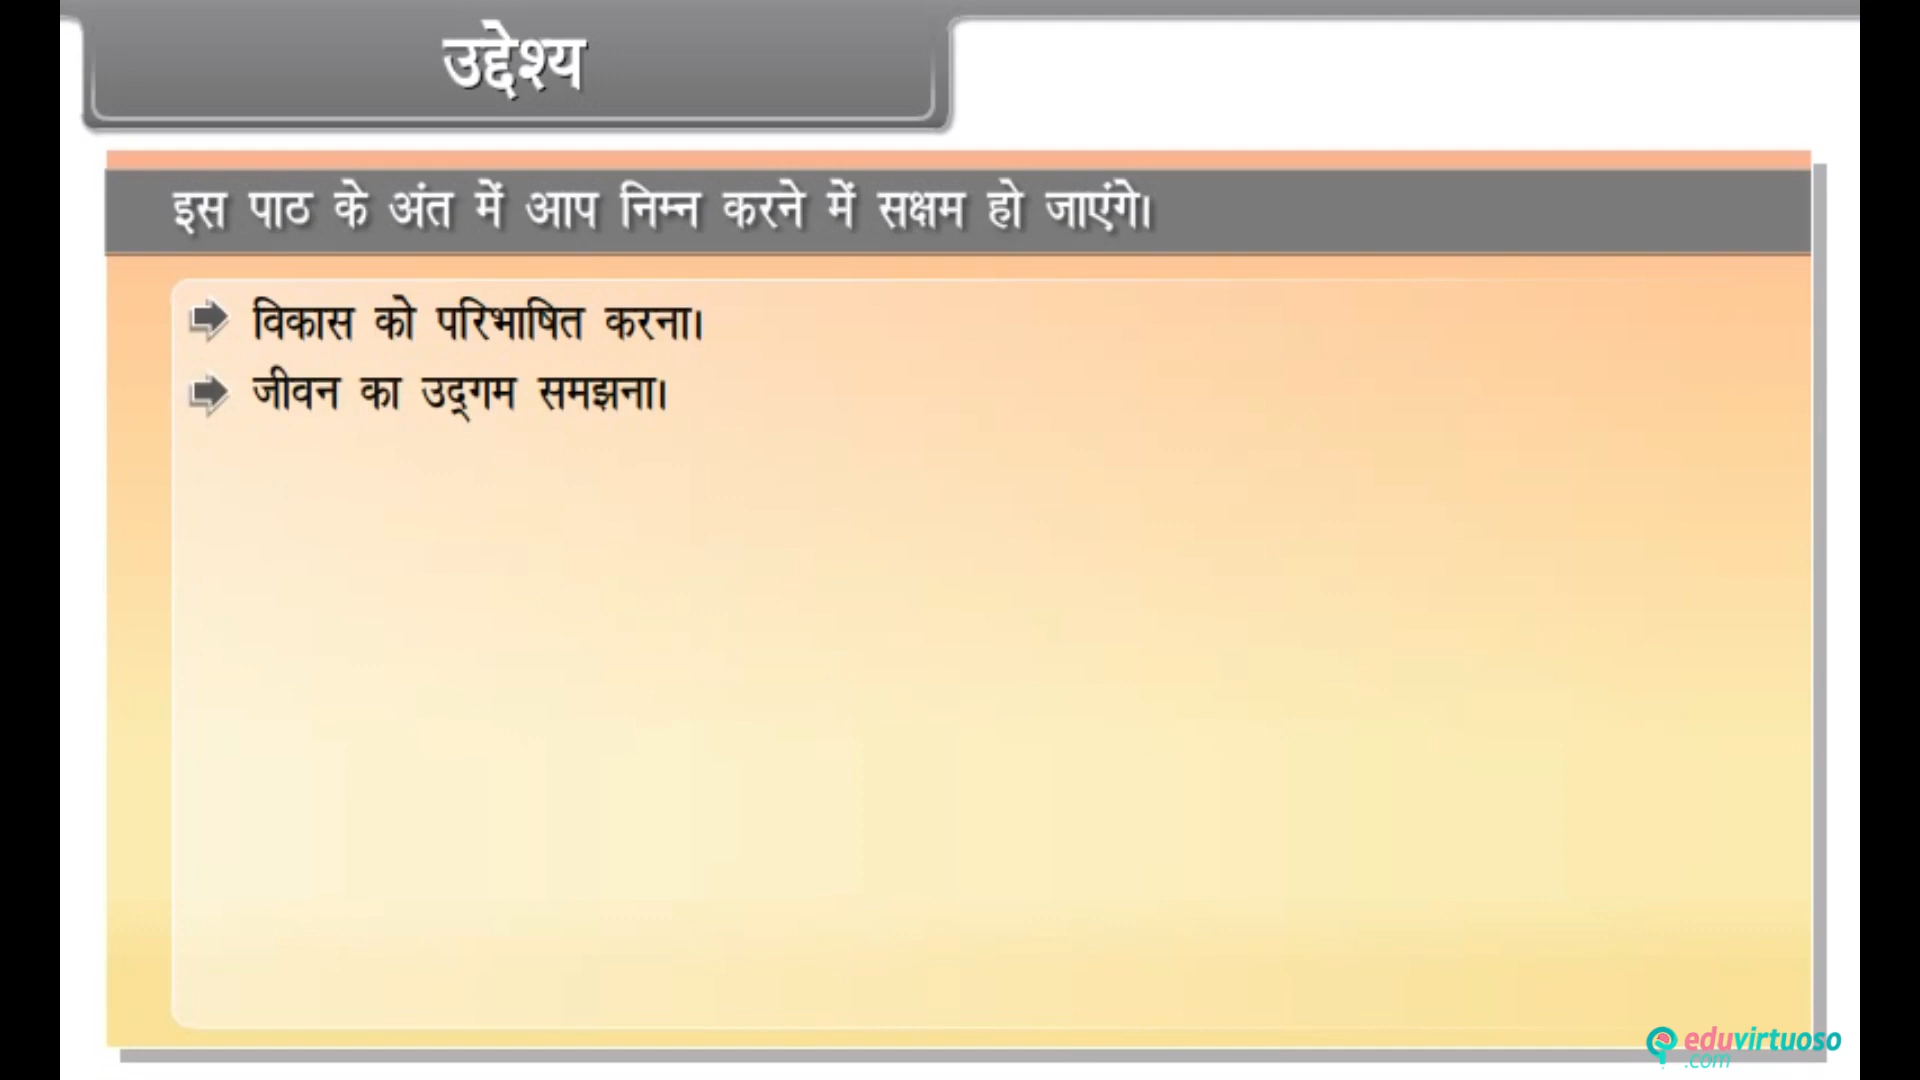 उद्देश्य
इस पाठ के अंत में आप निम्न करने में सक्षम हो जाएंगे।
विकास को परिभाषित करना।
जीवन का उद्‌गम समझना।
eduvirtuoso
.com